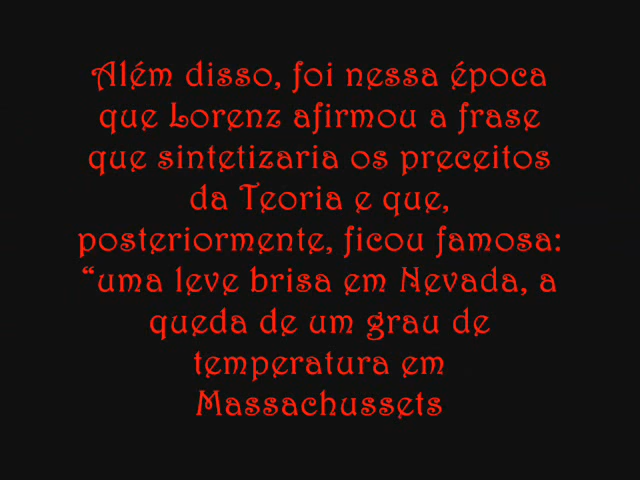 Além disso, foi nessa época
que Lorenz afirmou a frase
que sintetizaria os preceitos
da Teoria e que,
posteriormente, ficou famosa:
“uma leve brisa em Nevada, a
queda de um grau de
temperatura em
Massachussets